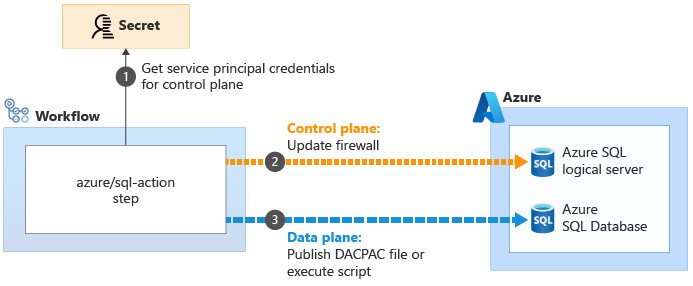 Secret
1
Get service principal credentials
for control plane
Workflow
azure/sql-action
step
Control plane:
Update firewall
2
3
Data plane:
Publish DACPAC file or
execute script
Azure
SQL
Azure SQL
logical server
SQL
Azure
SQL Database